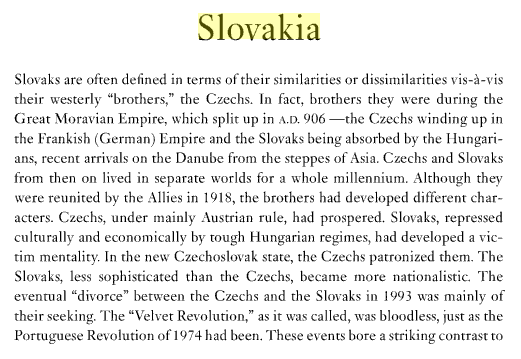 Slovakia
Slovaks are often defined in terms of their similarities or dissimilarities vis-à-vis
their westerly “brothers,” the Czechs. In fact, brothers they were during the
Great Moravian Empire, which split up in A.D. 906 —the Czechs winding up in
the Frankish (German) Empire and the Slovaks being absorbed by the Hungari-
ans, recent arrivals on the Danube from the steppes of Asia. Czechs and Slovaks
from then on lived in separate worlds for a whole millennium. Although they
were reunited by the Allies in 1918, the brothers had developed different char-
acters. Czechs, under mainly Austrian rule, had prospered. Slovaks, repressed
culturally and economically by tough Hungarian regimes, had developed a vic-
tim mentality. In the new Czechoslovak state, the Czechs patronized them. The
Slovaks, less sophisticated than the Czechs, became more nationalistic. The
eventual “divorce” between the Czechs and the Slovaks in 1993 was mainly of
their seeking. The “Velvet Revolution,” as it was called, was bloodless, just as the
Portuguese Revolution of 1974 had been. These events bore a striking contrast to